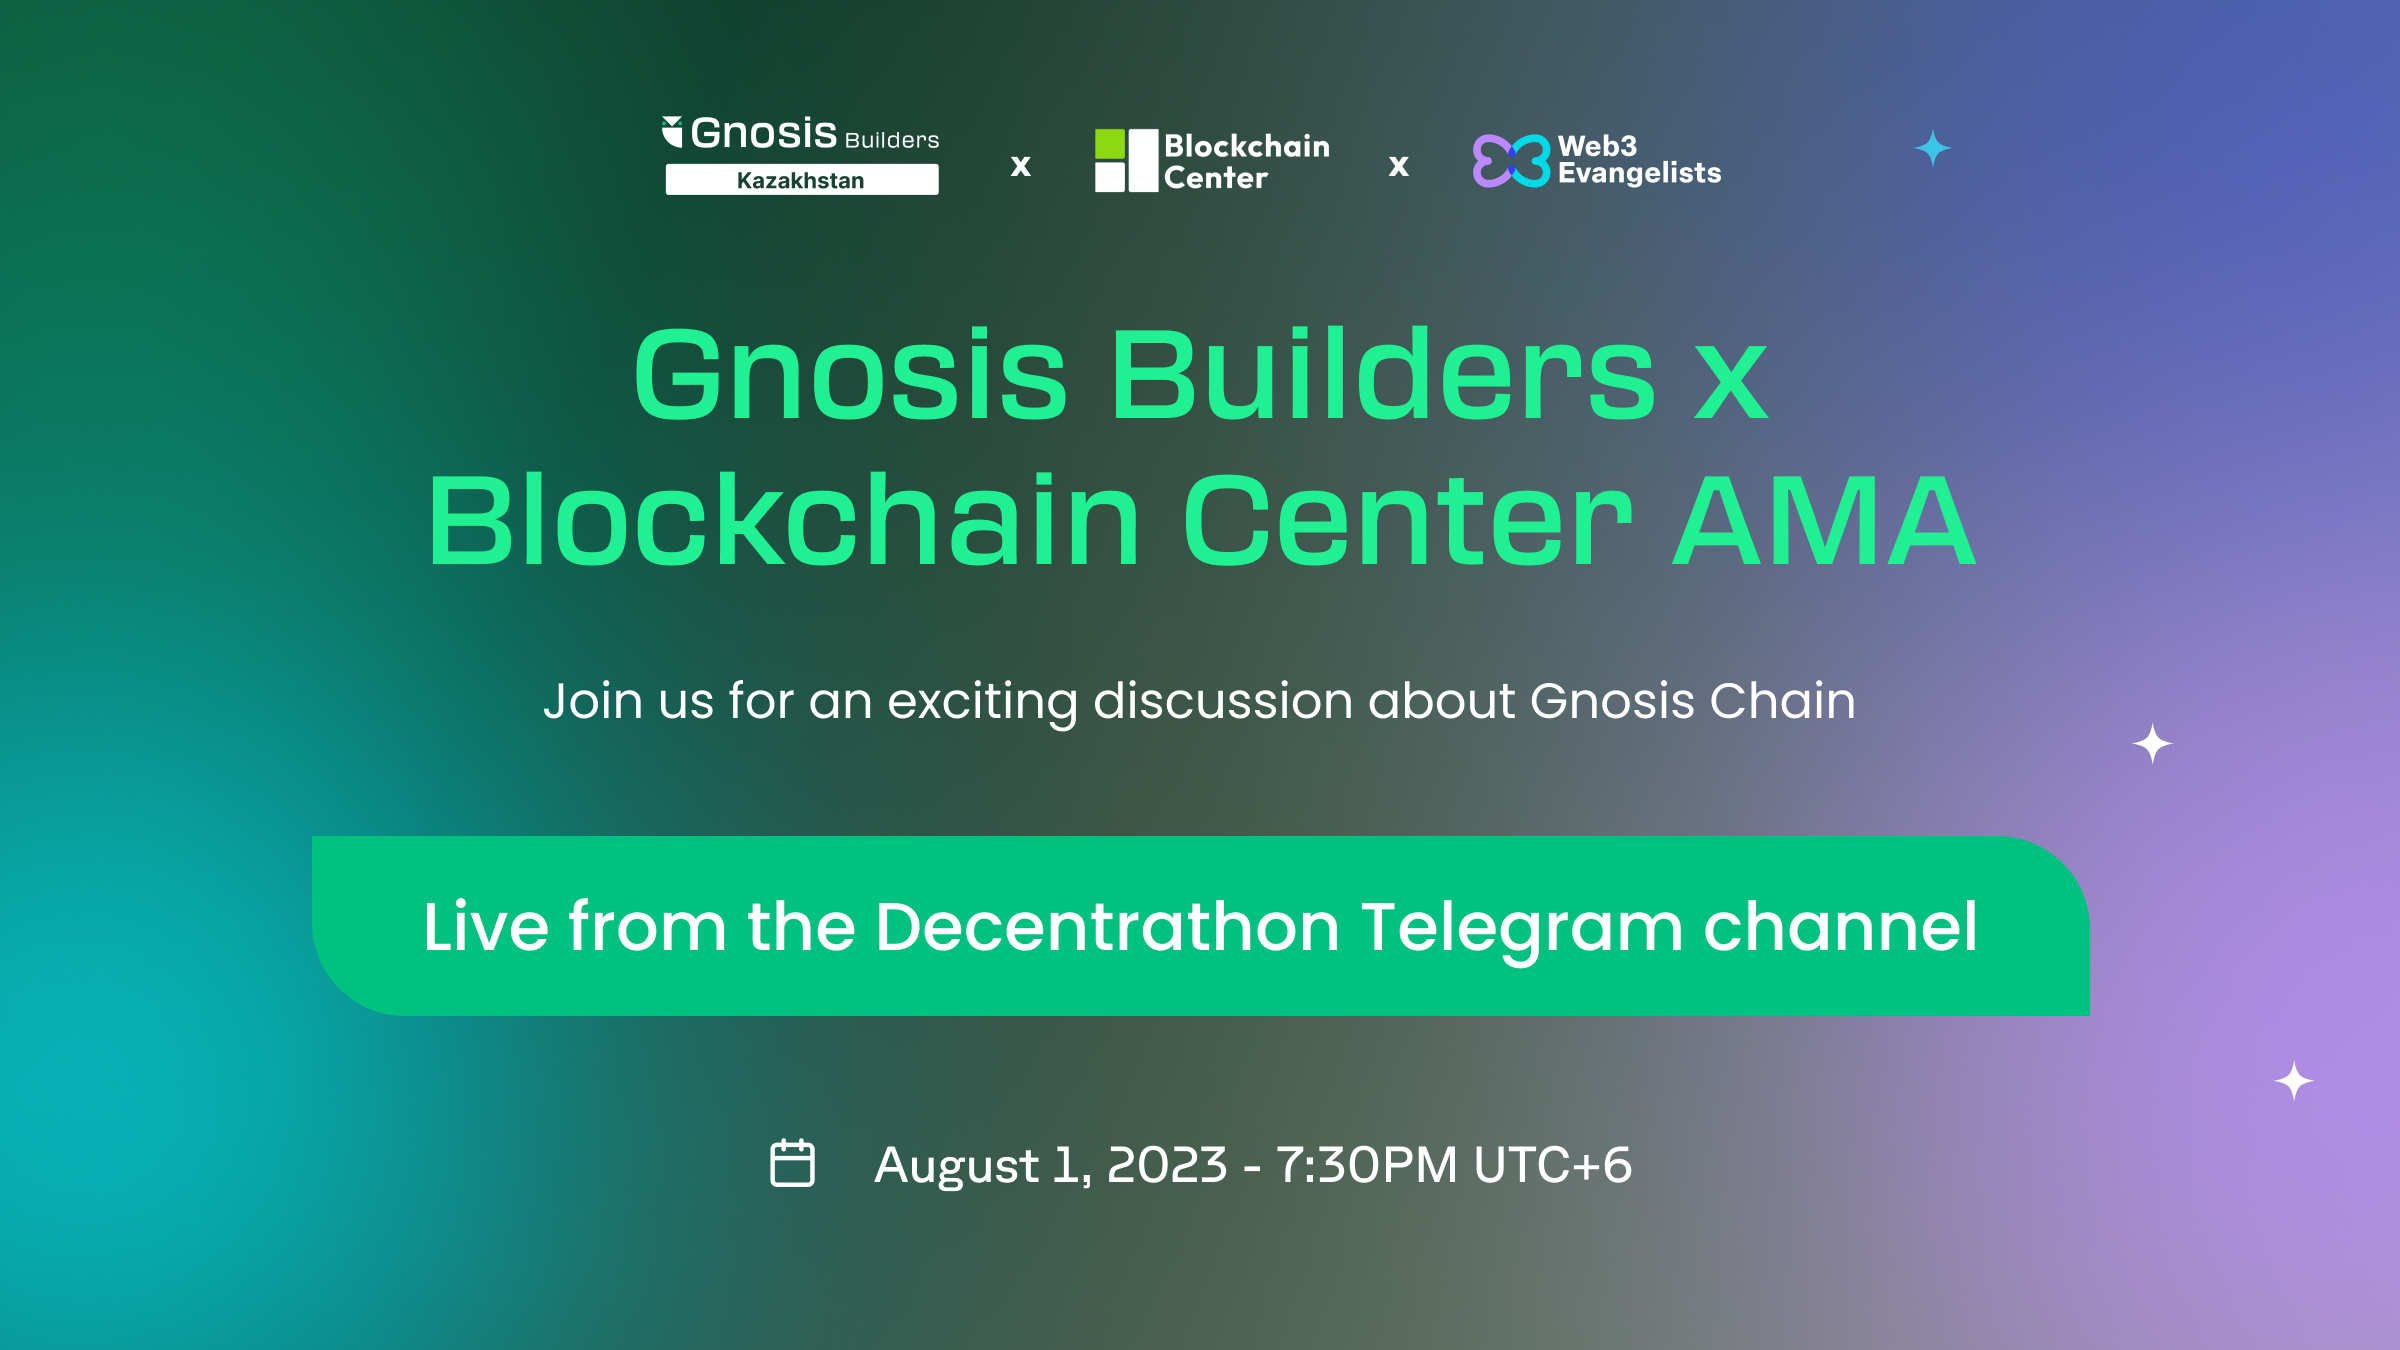 Gnosis Builders
Kazakhstan
x
Blockchain
Center
x
Web3
Evangelists
Gnosis Builders x
Blockchain Center AMA
Join us for an exciting discussion about Gnosis Chain
Live from the Decentrathon Telegram channel
August 1, 2023 - 7:30PM UTC+6